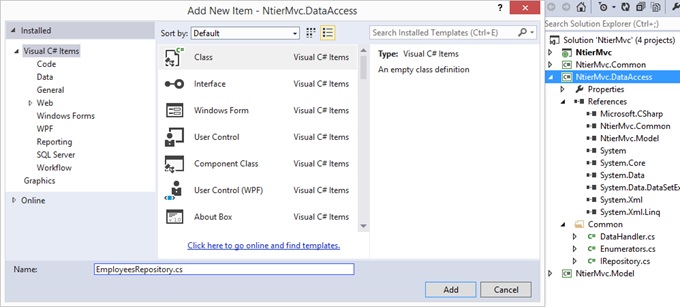 Add New Item - NtierMvc.DataAccess
? ×
Installed
Visual C# Items
Code
Data
General
Web
Windows Forms
WPF
Reporting
SQL Server
Workflow
Graphics
Online
Sort by: Default
Class Visual C# Items
Interface Visual C# Items
Windows Form Visual C# Items
User Control Visual C# Items
Component Class Visual C# Items
User Control (WPF) Visual C# Items
About Box Visual C# Items
Click here to go online and find templates.
Search Installed Templates (Ctrl+E)
Type: Visual C# Items
An empty class definition
Name: EmployeesRepository.cs
Add Cancel
Search Solution Explorer (Ctrl+;)
Solution 'NtierMvc' (4 projects)
NtierMvc
NtierMvc.Common
NtierMvc.DataAccess
Properties
References
Microsoft.CSharp
NtierMvc.Common
NtierMvc.Model
System
System.Core
System.Data
System.Data.DataSetEx
System.Xml
System.Xml.Linq
Common
DataHandler.cs
Enumerators.cs
IRepository.cs
NtierMvc.Model